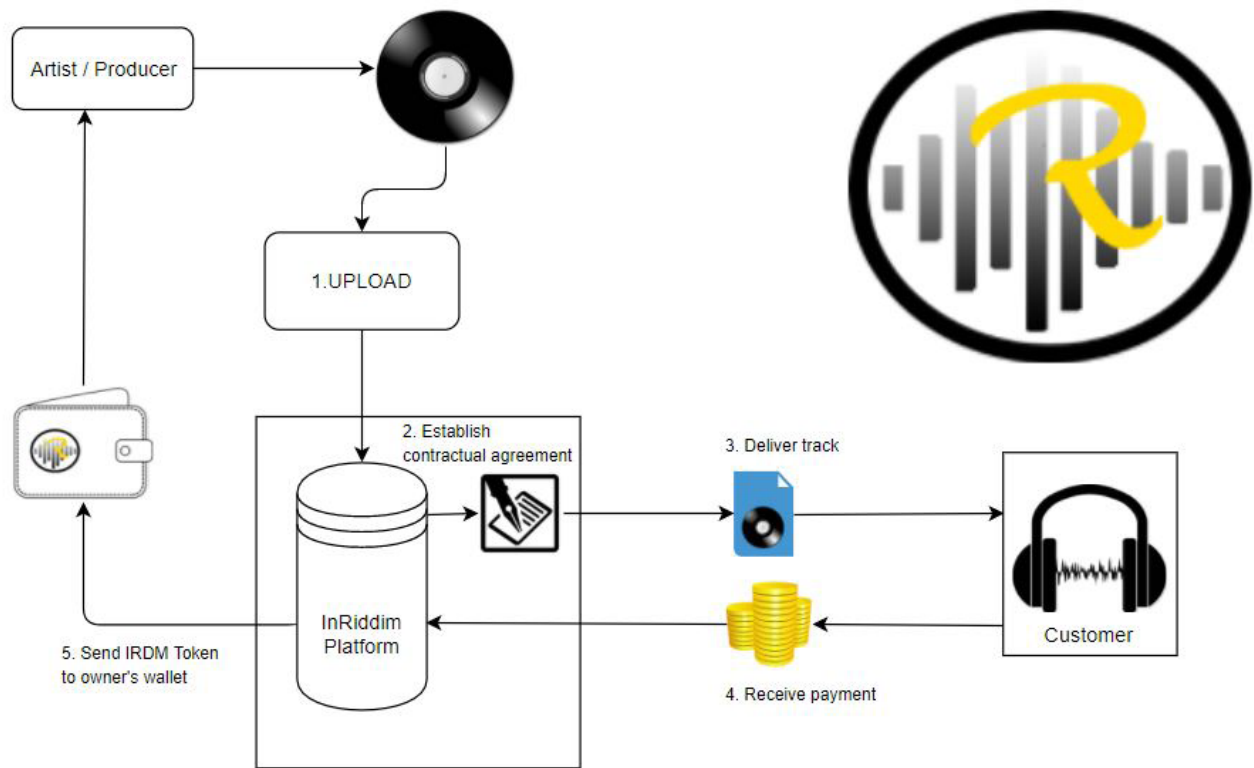 Artist / Producer
1.UPLOAD
R
2. Establish
contractual agreement
3. Deliver track
InRiddim
Platform
Customer
5. Send IRDM Token
to owner's wallet
4. Receive payment